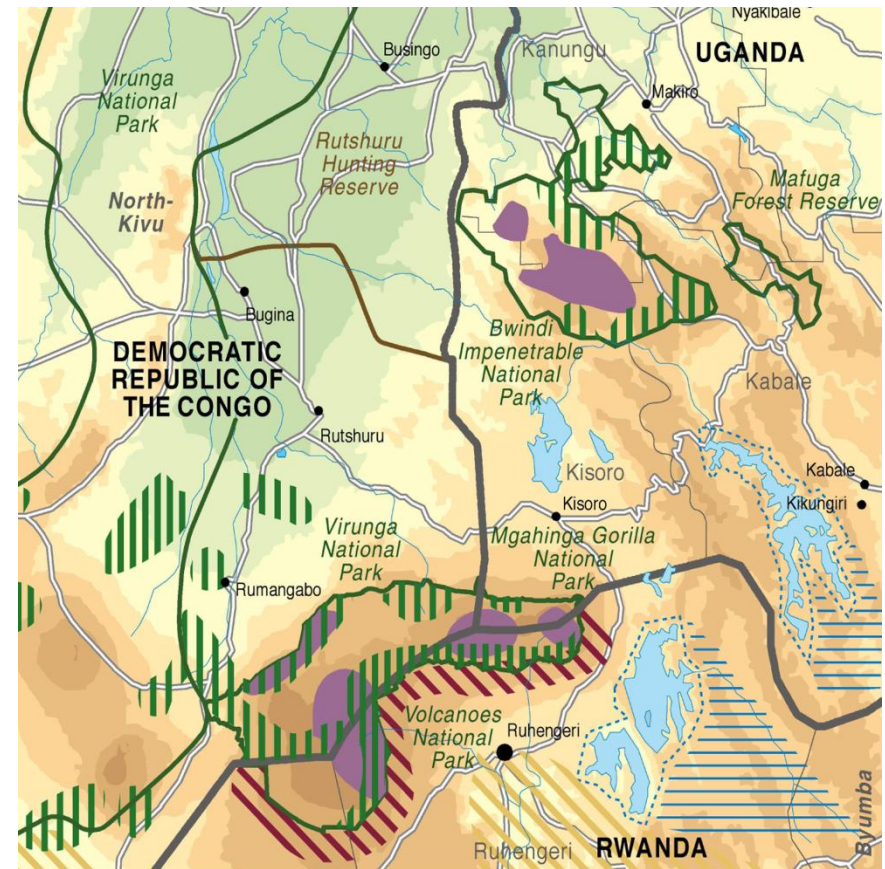 Nyakibale
Busingo
Kanungu
UGANDA
Virunga
National
Park
Makiro
Rutshuru
Hunting
Reserve
Mafuga
Forest Reserve
North-
Kivu
Bugina
Bwindi
Impenetrable
National
Park
DEMOCRATIC
REPUBLIC OF
THE CONGO
Kabale
Rutshuru
Kisoro
Kabale
Kikungiri
Kisoro
Virunga
National
Park
Mgahinga Gorilla
National
Park
Rumangabo
Volcanoes
National
Park
Ruhengeri
Byumba
Ruhengeri
RWANDA